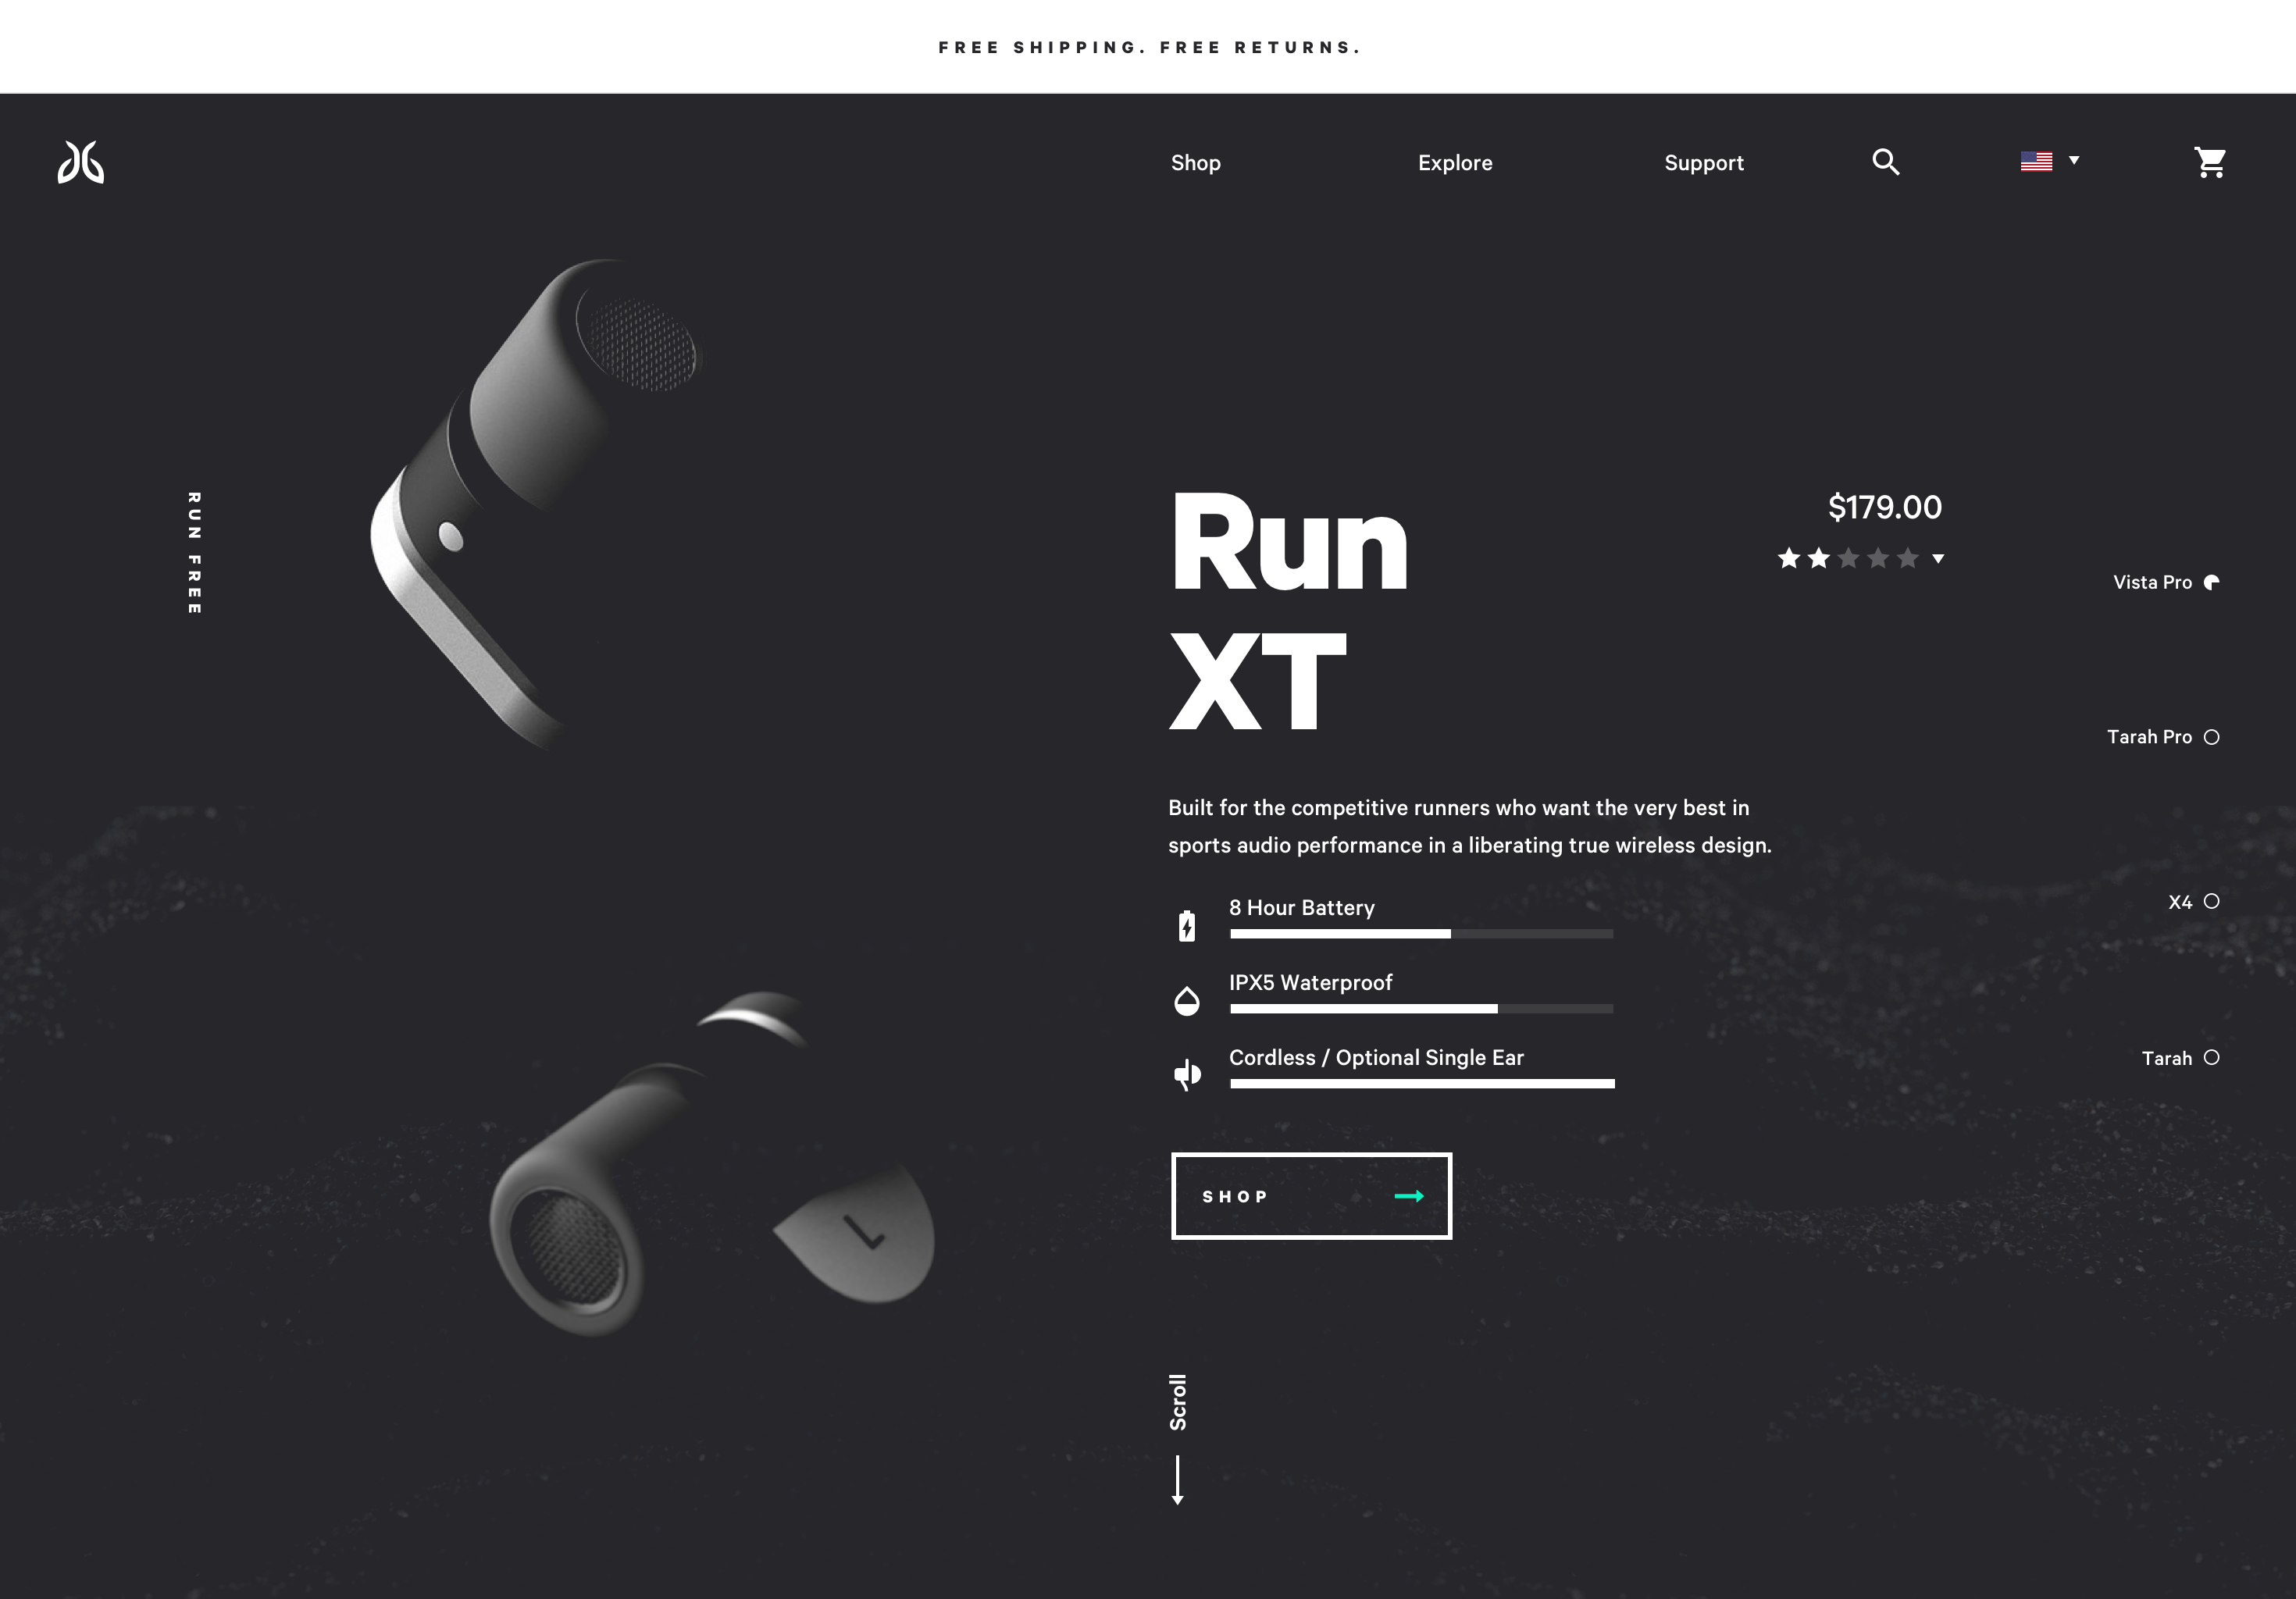 FREE SHIPPING. FREE RETURNS.
Shop
Explore
Support
RUN FREE
Run
XT
$179.00
Vista Pro
Tarah Pro
Built for the competitive runners who want the very best in
sports audio performance in a liberating true wireless design.
8 Hour Battery
X4
IPX5 Waterproof
Cordless / Optional Single Ear
Tarah
SHOP
L
Scroll